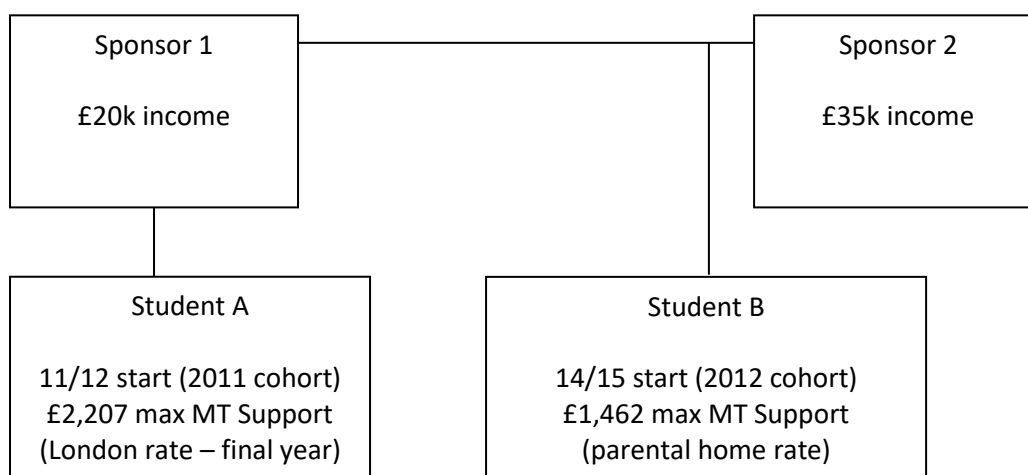 Sponsor 1
£20k income
Sponsor 2
£35k income
Student A
11/12 start (2011 cohort)
£2,207 max MT Support
(London rate – final year)
Student B
14/15 start (2012 cohort)
£1,462 max MT Support
(parental home rate)